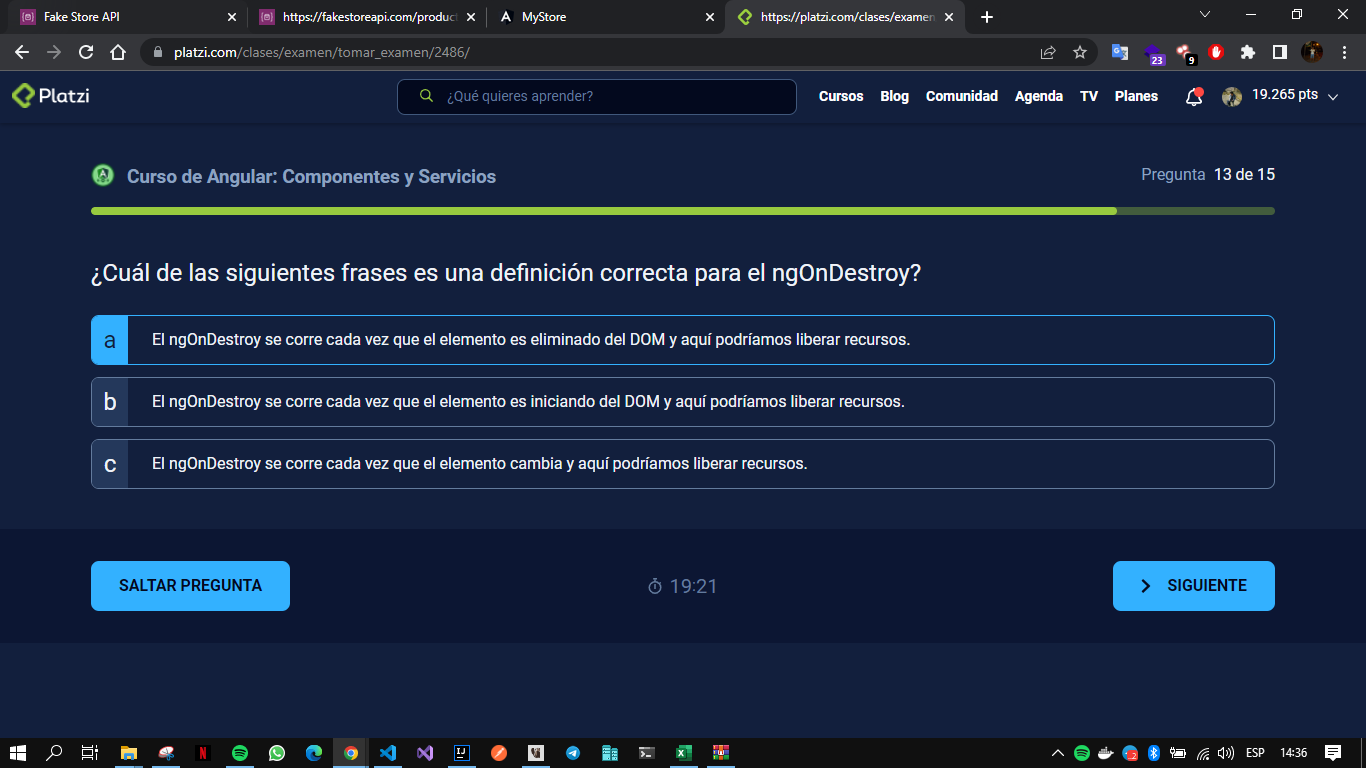 Fake Store API
https://fakestoreapi.com/product
MyStore
https://platzi.com/clases/examen
platzi.com/clases/examen/tomar_examen/2486/
23
9
Platzi
¿Qué quieres aprender?
Cursos
Blog
Comunidad
Agenda
TV
Planes
19.265 pts
Curso de Angular: Componentes y Servicios
Pregunta 13 de 15
¿Cuál de las siguientes frases es una definición correcta para el ngOnDestroy?
a
El ngOnDestroy se corre cada vez que el elemento es eliminado del DOM y aquí podríamos liberar recursos.
b
El ngOnDestroy se corre cada vez que el elemento es iniciando del DOM y aquí podríamos liberar recursos.
c
El ngOnDestroy se corre cada vez que el elemento cambia y aquí podríamos liberar recursos.
SALTAR PREGUNTA
19:21
SIGUIENTE
ESP
14:36